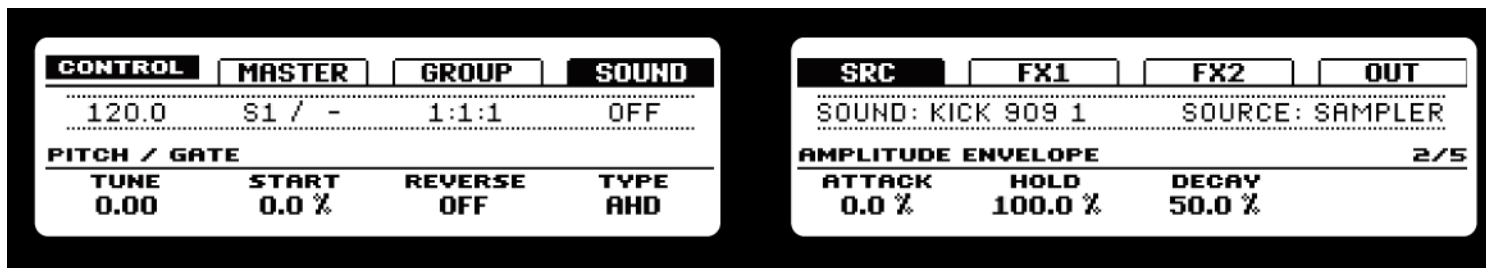 CONTROL MASTER GROUP SOUND
120.0 S1 / - 1:1:1 OFF
PITCH / GATE
TUNE START REVERSE TYPE
0.00 0.0 % OFF AHD
SRC FX1 FX2 OUT
SOUND: KICK 909 1 SOURCE: SAMPLER
AMPLITUDE ENVELOPE 2/5
ATTACK HOLD DECAY
0.0 % 100.0 % 50.0 %